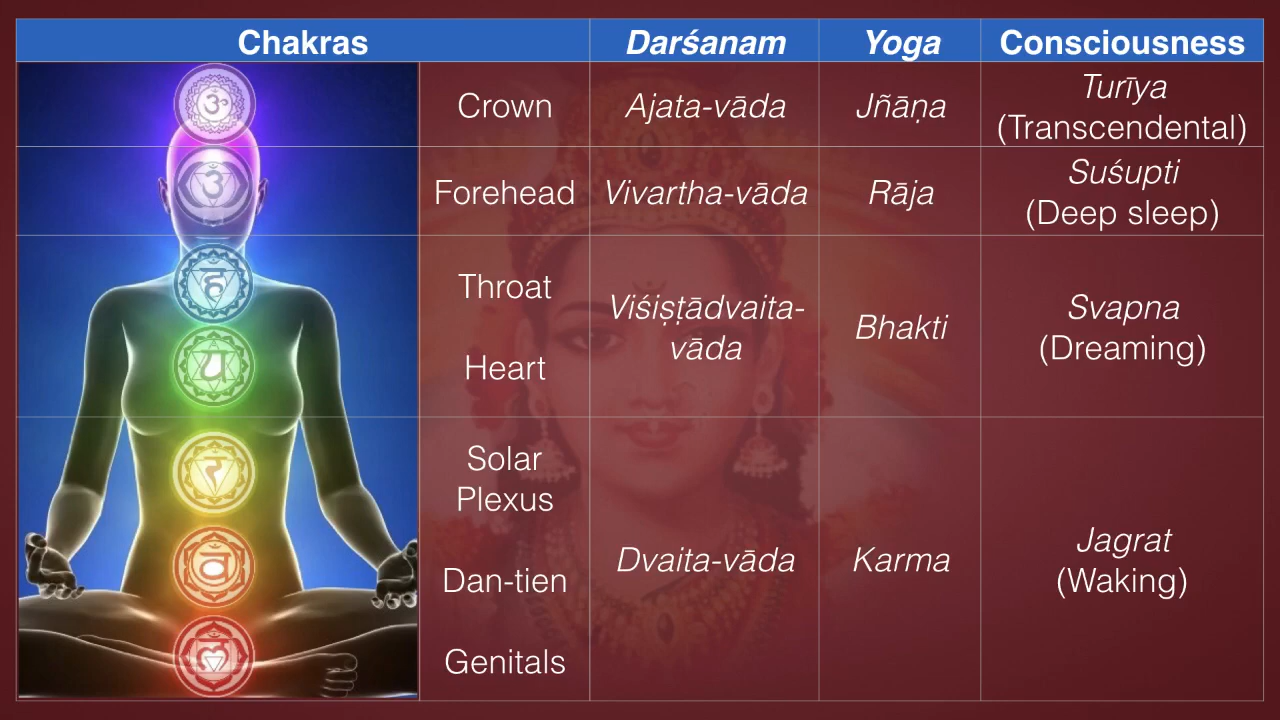 Chakras Darśanam Yoga Consciousness
ॐ
Crown Ajata-vāda Jñāṇa Turīya
(Transcendental)
ॐ
Forehead Vivartha-vāda Rāja Suśupti
(Deep sleep)
हं
Throat
यं
Heart
Viśiṣṭādvaita-
vāda
Bhakti
Svapna
(Dreaming)
रं
Solar
Plexus
वं
Dan-tien
लं
Genitals
Dvaita-vāda
Karma
Jagrat
(Waking)